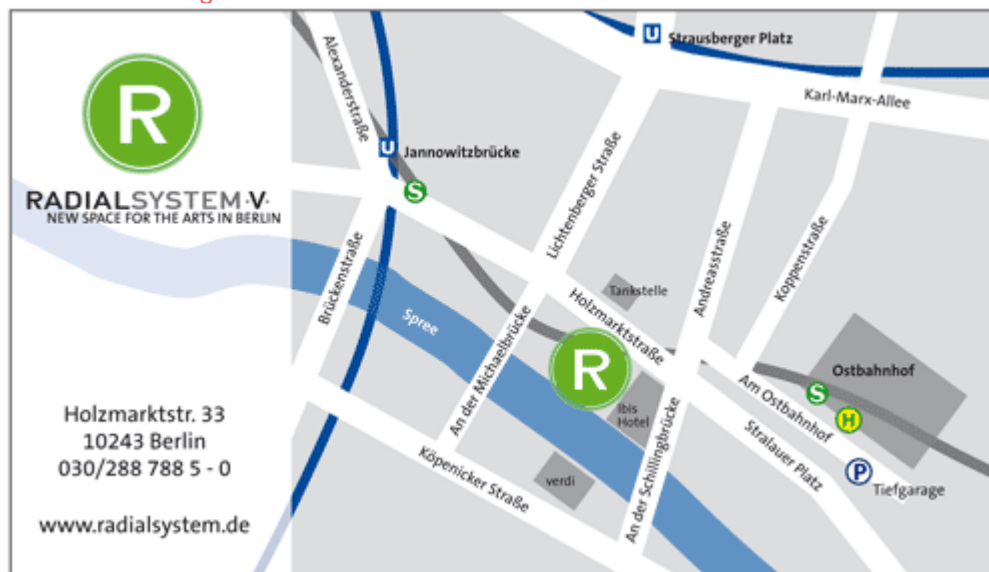 R
RADIALSYSTEM·V·
NEW SPACE FOR THE ARTS IN BERLIN
Holzmarktstr. 33
10243 Berlin
030/288 788 5 - 0
www.radialsystem.de
U Strausberger Platz
Karl-Marx-Allee
Alexanderstraße
U Jannowitzbrücke
S
Lichtenberger Straße
Andreasstraße
Koppenstraße
Brückenstraße
Spree
Tankstelle
Holzmarktstraße
An der Michaelbrücke
R
Ibis
Hotel
Ostbahnhof
S
H
Am Ostbahnhof
Stralauer Platz
P
Tiefgarage
An der Schillingbrücke
Köpenicker Straße
verdi